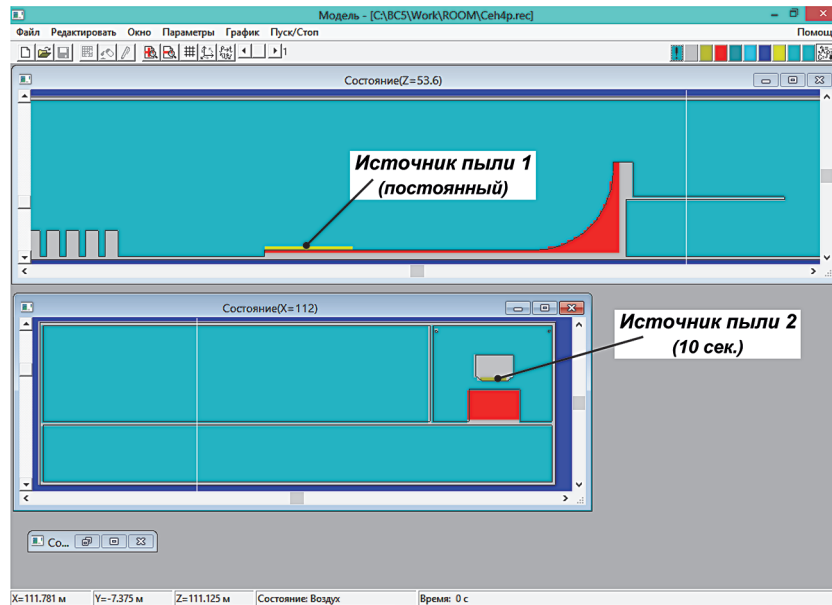 Модель - [C:\BC5\Work\ROOM\Ceh4p.rec]
Файл Редактировать Окно Параметры График Пуск/Стоп Помощ
1
Состояние(Z=53.6)
Источник пыли 1
(постоянный)
Состояние(X=112)
Источник пыли 2
(10 сек.)
Со...
X=111.781 м Y=-7.375 м Z=111.125 м Состояние: Воздух Время: 0 с